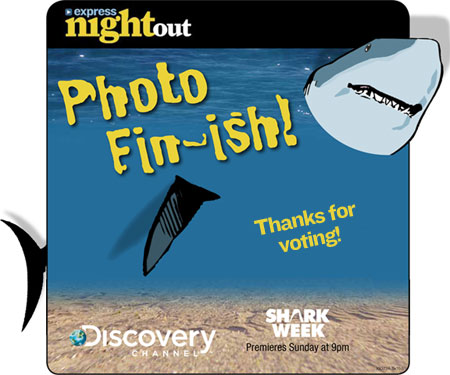 express
nightout
Photo
Fin-ish!
Thanks for
voting!
Discovery
CHANNEL
SHARK
WEEK
Premieres Sunday at 9pm